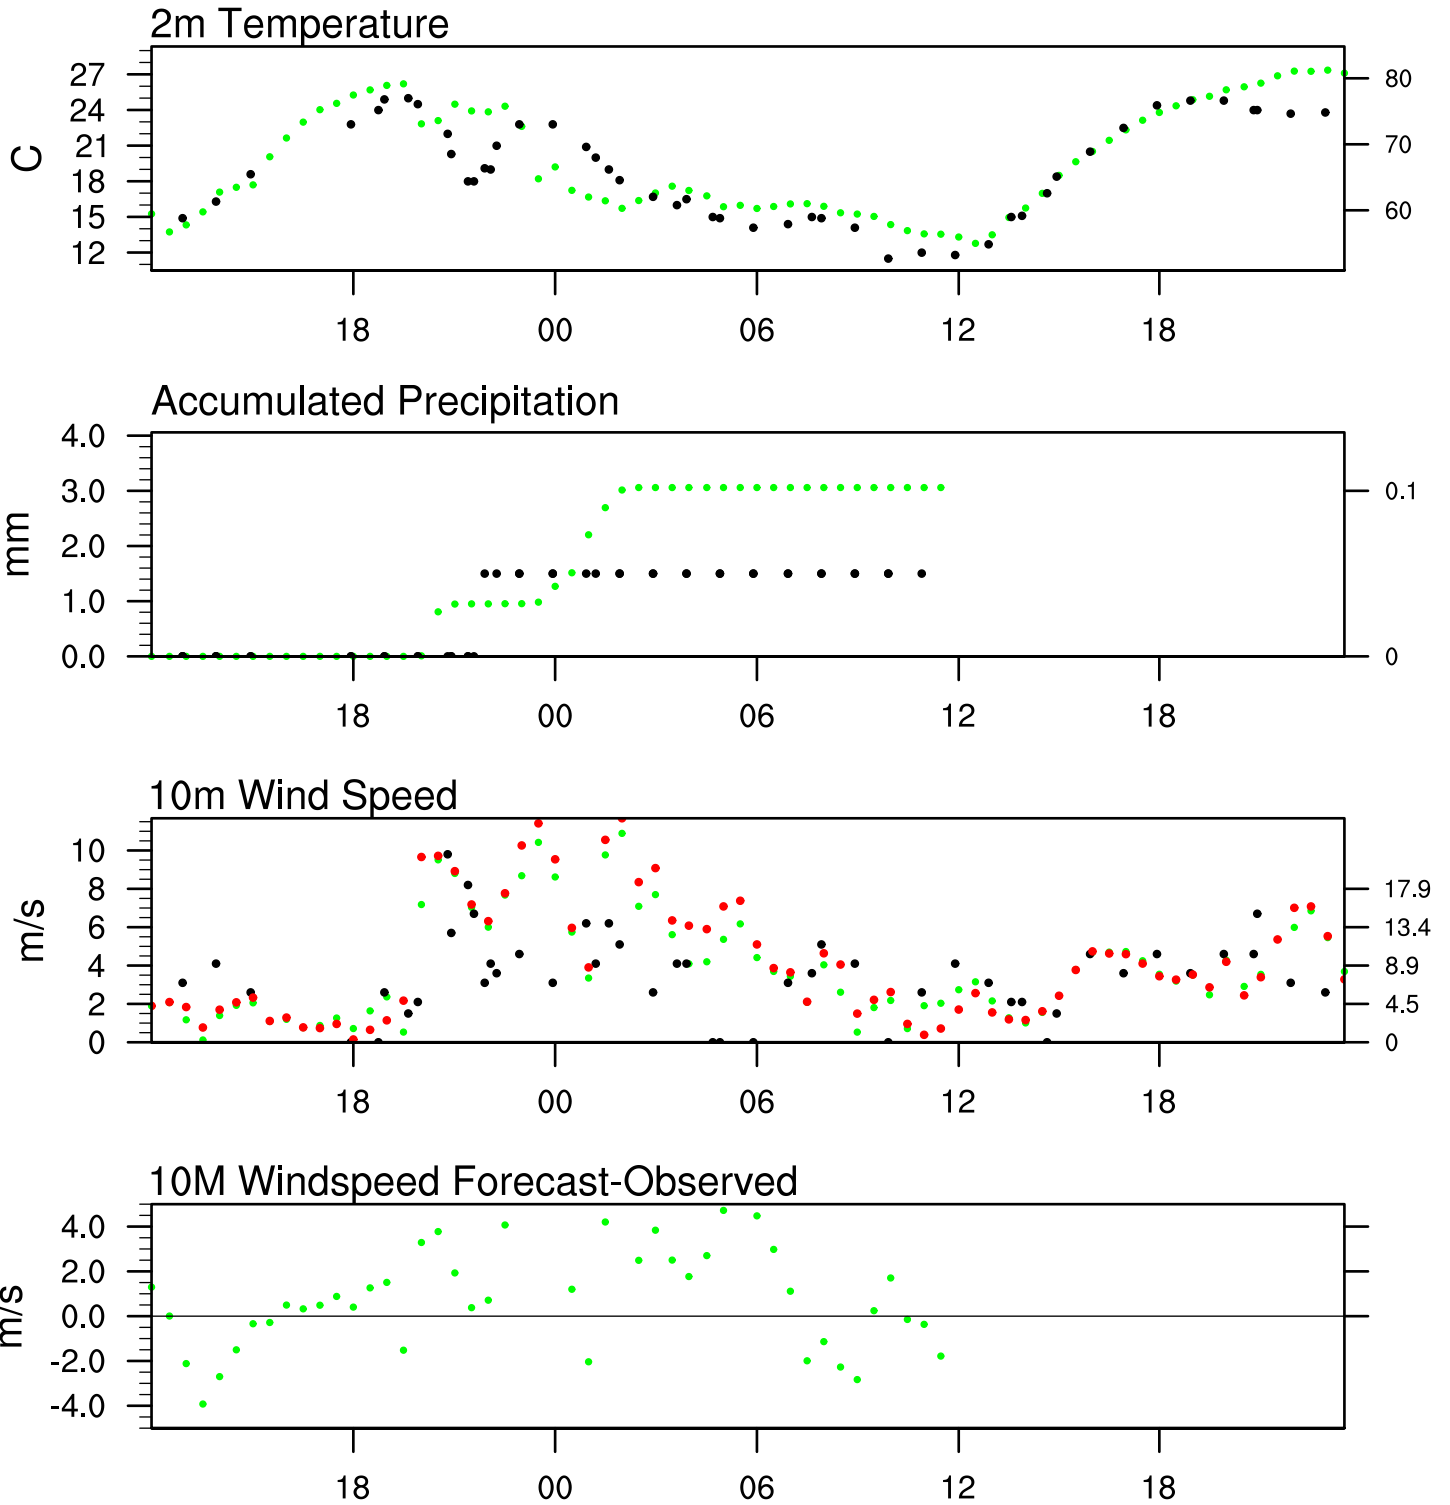 2m Temperature
27
24
21
18
15
12
C
80
70
60
18 00 06 12 18
Accumulated Precipitation
4.0
3.0
2.0
1.0
0.0
mm
0.1
0
18 00 06 12 18
10m Wind Speed
10
8
6
4
2
0
m/s
17.9
13.4
8.9
4.5
0
18 00 06 12 18
10M Windspeed Forecast-Observed
4.0
2.0
0.0
-2.0
-4.0
m/s
18 00 06 12 18